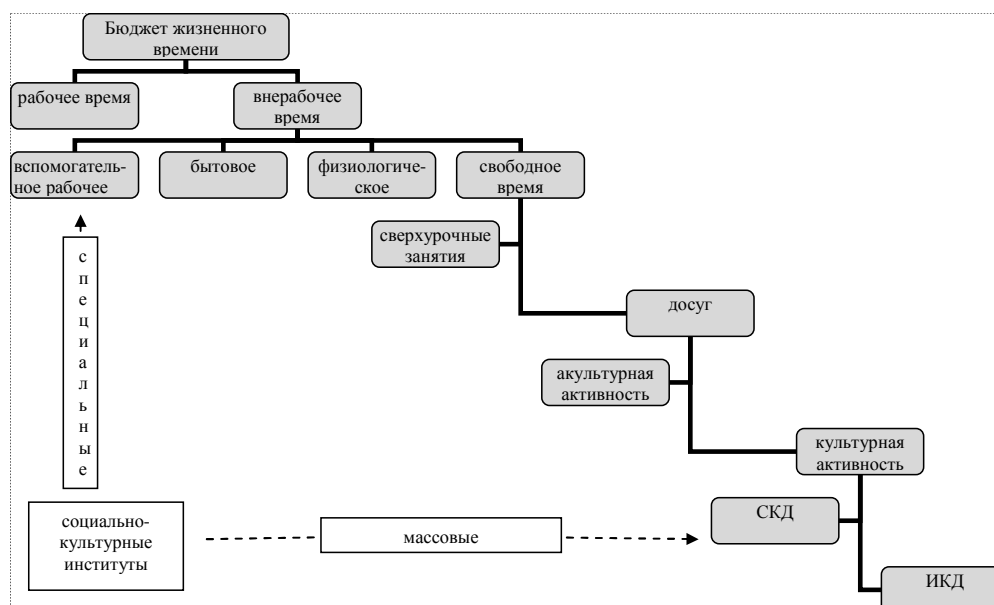 Бюджет жизненного
времени
рабочее время
внерабочее
время
вспомогатель-
ное рабочее
бытовое
физиологиче-
ское
свободное
время
сверхурочные
занятия
досуг
акультурная
активность
культурная
активность
СКД
ИКД
с
п
е
ц
и
а
л
ь
н
ы
е
социально-
культурные
институты
массовые